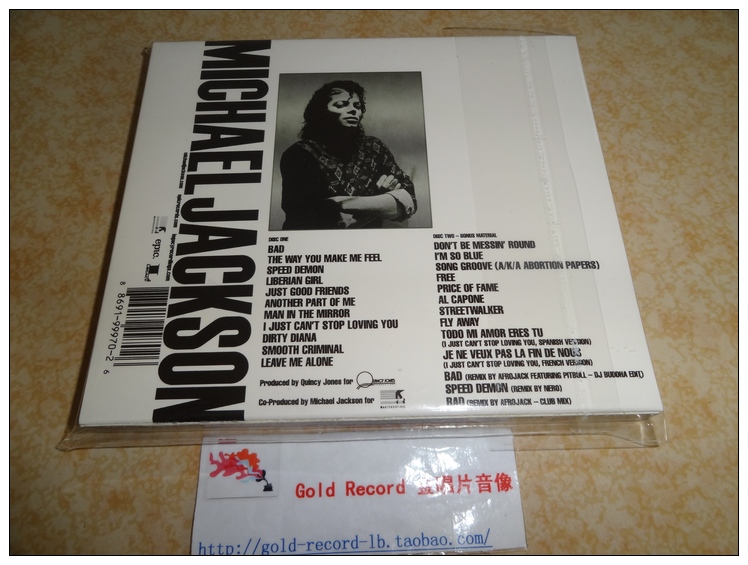 MICHAEL JACKSON
DISC ONE
BAD
THE WAY YOU MAKE ME FEEL
SPEED DEMON
LIBERIAN GIRL
JUST GOOD FRIENDS
ANOTHER PART OF ME
MAN IN THE MIRROR
I JUST CAN'T STOP LOVING YOU
DIRTY DIANA
SMOOTH CRIMINAL
LEAVE ME ALONE
Produced by Quincy Jones for
Co-Produced by Michael Jackson for
DISC TWO – BONUS MATERIAL
DON'T BE MESSIN' ROUND
I'M SO BLUE
SONG GROOVE (A/K/A ABORTION PAPERS)
FREE
PRICE OF FAME
AL CAPONE
STREETWALKER
FLY AWAY
TODO MI AMOR ERES TU
(I JUST CAN'T STOP LOVING YOU, SPANISH VERSION)
JE NE VEUX PAS LA FIN DE NOUS
(I JUST CAN'T STOP LOVING YOU, FRENCH VERSION)
BAD (REMIX BY AFROJACK FEATURING PITBULL – DJ BUDDHA EDIT)
SPEED DEMON (REMIX BY NERO)
BAD (REMIX BY AFROJACK – CLUB MIX)
epic
8 8691-99970-2 6
Gold Record 金唱片音像
http://gold-record-lb.taobao.com/